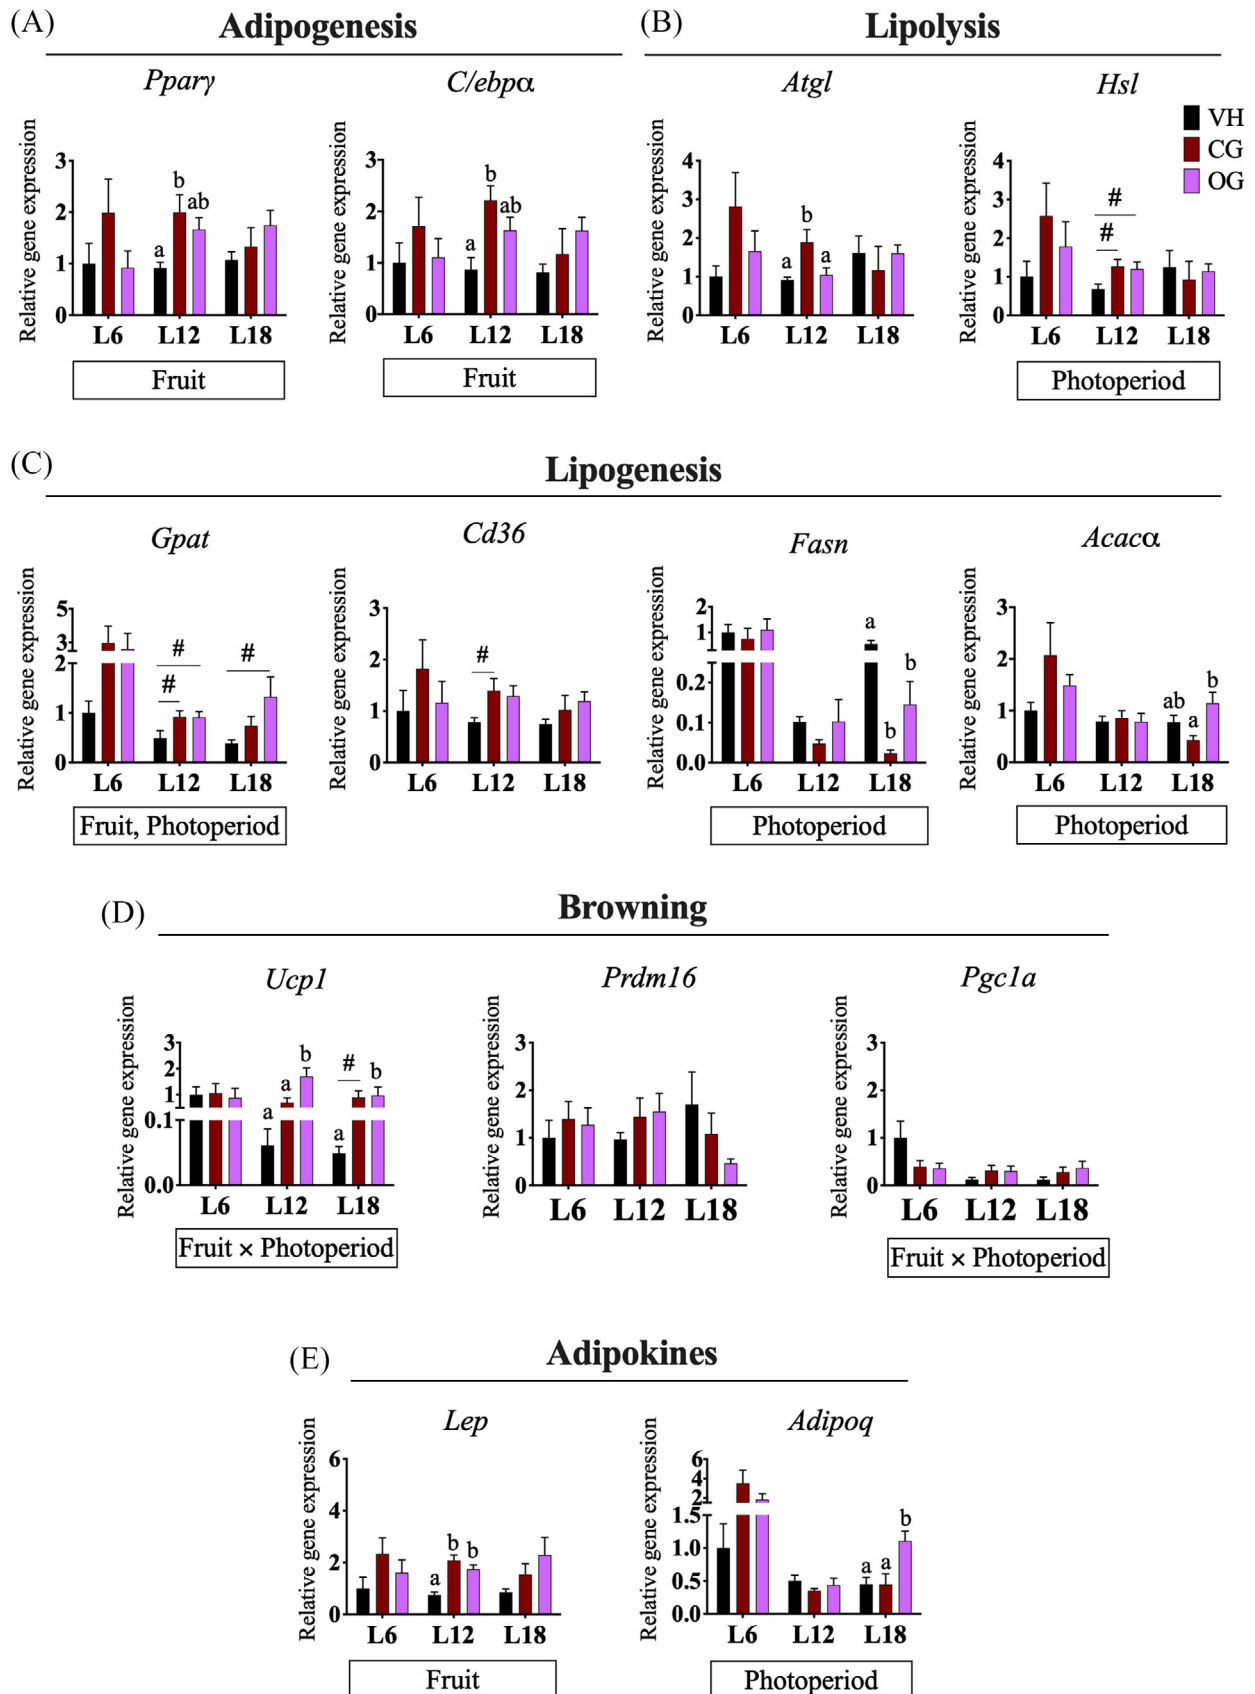 (A) Adipogenesis
(B) Lipolysis
Pparγ
C/ebpα
Atgl
Hsl
VH
CG
OG
Relative gene expression
3
2
1
0
a
b
ab
L6 L12 L18
Fruit
Relative gene expression
3
2
1
0
a
b
ab
L6 L12 L18
Fruit
Relative gene expression
4
3
2
1
0
a
b
a
L6 L12 L18
Relative gene expression
4
3
2
1
0
#
#
L6 L12 L18
Photoperiod
(C) Lipogenesis
Gpat
Cd36
Fasn
Acacα
Relative gene expression
5
3
2
1
0
#
#
#
L6 L12 L18
Fruit, Photoperiod
Relative gene expression
3
2
1
0
#
L6 L12 L18
Relative gene expression
2
1
0.2
0.1
0.0
a
b
b
L6 L12 L18
Photoperiod
Relative gene expression
3
2
1
0
ab
a
b
L6 L12 L18
Photoperiod
(D) Browning
Ucp1
Prdm16
Pgc1a
Relative gene expression
3
2
1
0.1
0.0
a
a
b
a
#
b
L6 L12 L18
Fruit × Photoperiod
Relative gene expression
3
2
1
0
L6 L12 L18
Relative gene expression
3
2
1
0
L6 L12 L18
Fruit × Photoperiod
(E) Adipokines
Lep
Adipoq
Relative gene expression
6
4
2
0
a
b
b
L6 L12 L18
Fruit
Relative gene expression
6
4
2
1.5
1.0
0.5
0.0
a
a
b
L6 L12 L18
Photoperiod